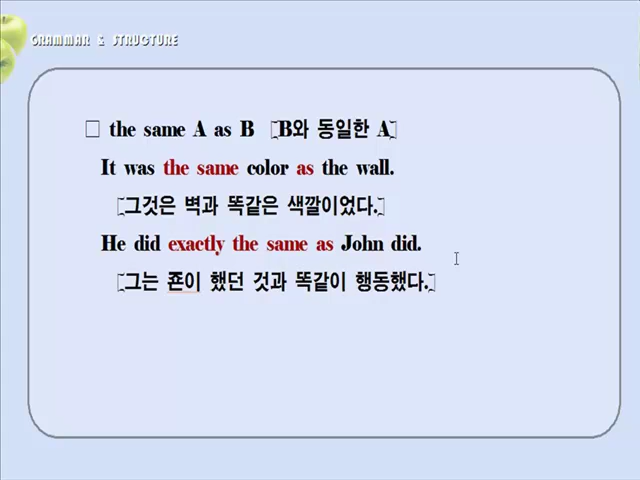 GRAMMAR & STRUCTURE
□ the same A as B [B와 동일한 A]
It was the same color as the wall.
[그것은 벽과 똑같은 색깔이었다.]
He did exactly the same as John did.
[그는 죤이 했던 것과 똑같이 행동했다.]